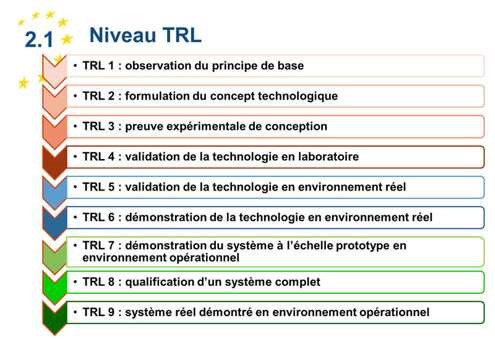 2.1
Niveau TRL
• TRL 1 : observation du principe de base
• TRL 2 : formulation du concept technologique
• TRL 3 : preuve expérimentale de conception
• TRL 4 : validation de la technologie en laboratoire
• TRL 5 : validation de la technologie en environnement réel
• TRL 6 : démonstration de la technologie en environnement réel
• TRL 7 : démonstration du système à l’échelle prototype en
environnement opérationnel
• TRL 8 : qualification d’un système complet
• TRL 9 : système réel démontré en environnement opérationnel